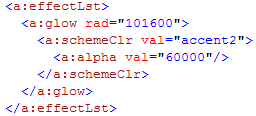 <a:effectLst>
<a:glow rad="101600">
<a:schemeClr val="accent2">
<a:alpha val="60000"/>
</a:schemeClr>
</a:glow>
</a:effectLst>